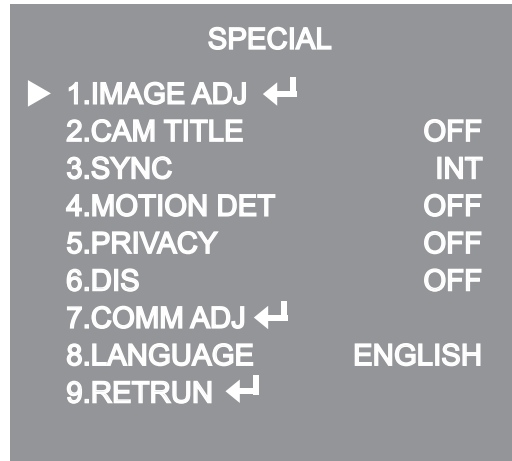 SPECIAL
▶ 1.IMAGE ADJ ↵
2.CAM TITLE OFF
3.SYNC INT
4.MOTION DET OFF
5.PRIVACY OFF
6.DIS OFF
7.COMM ADJ ↵
8.LANGUAGE ENGLISH
9.RETRUN ↵